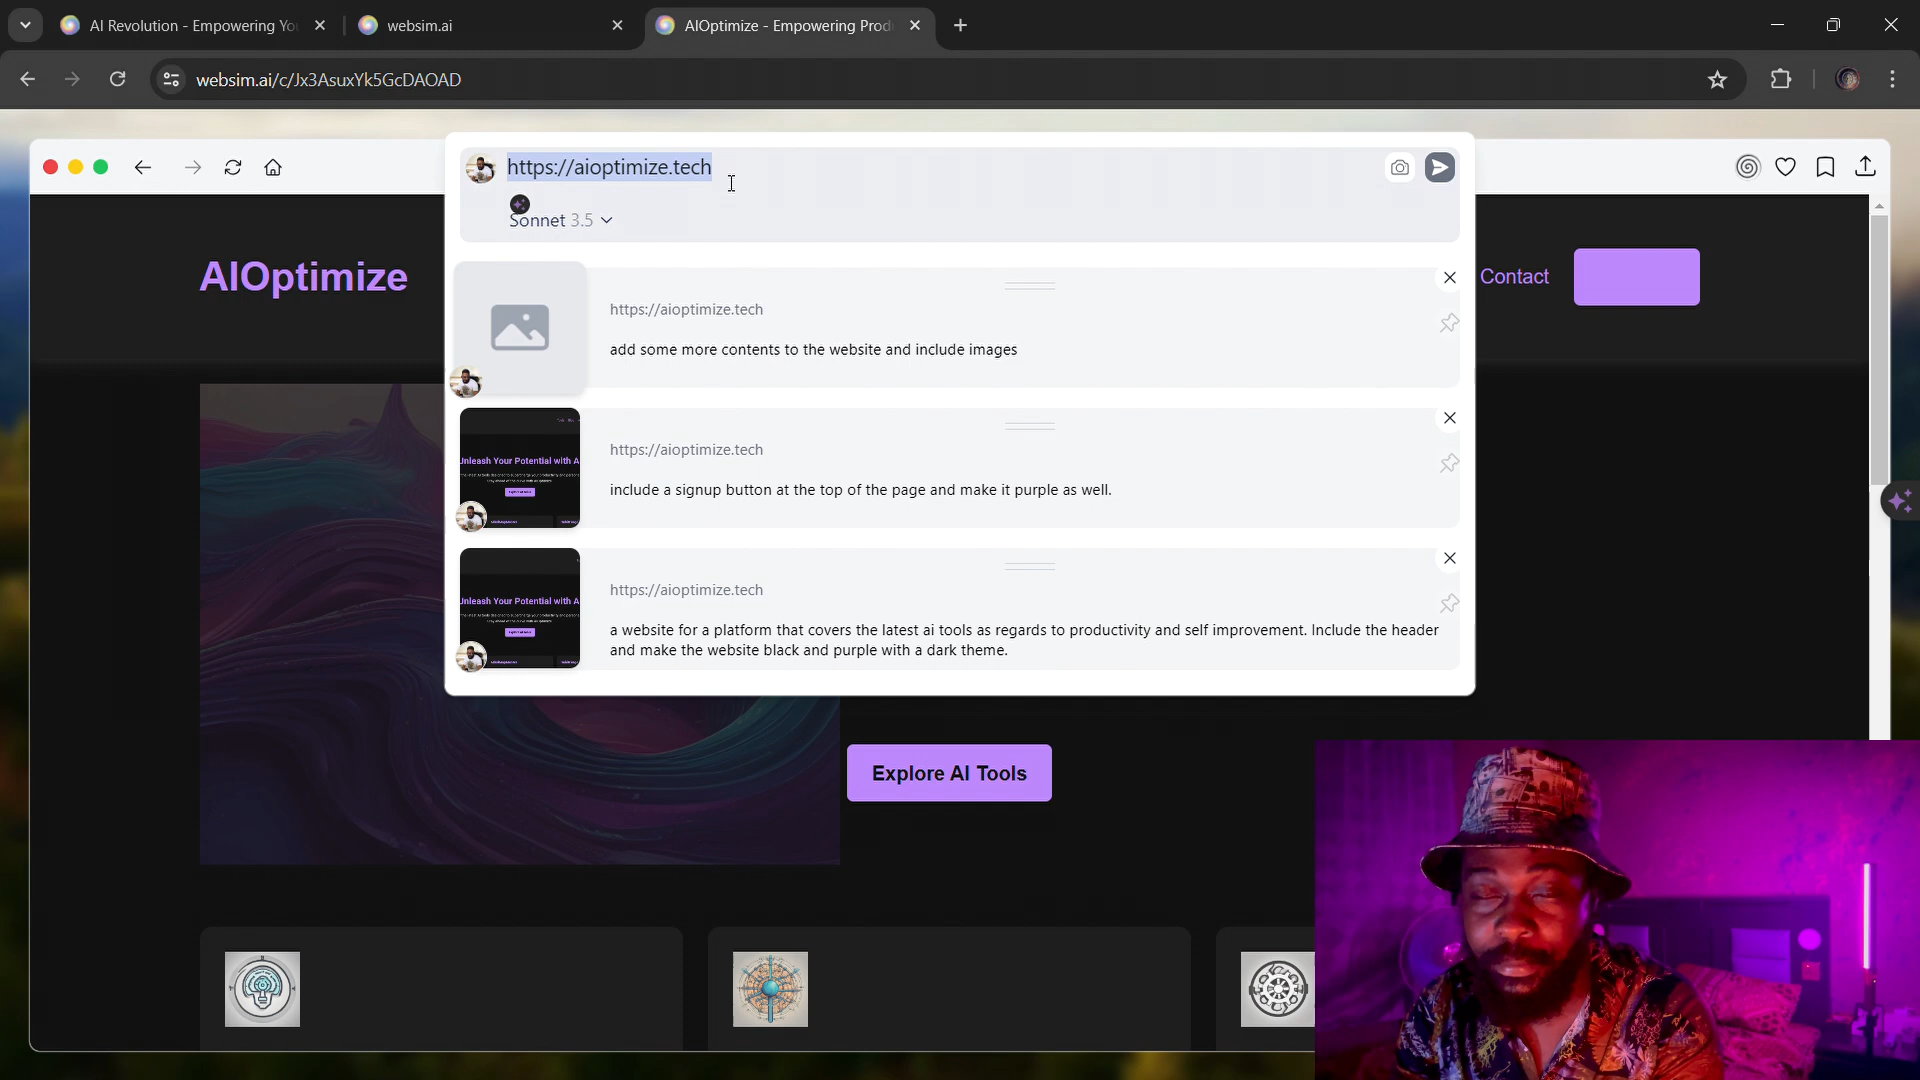 AI Revolution - Empowering Yo
websim.ai
AIOptimize - Empowering Prod
websim.ai/c/Jx3AsuxYk5GcDAOAD
https://aioptimize.tech
Sonnet 3.5
AIOptimize
Contact
https://aioptimize.tech
add some more contents to the website and include images
https://aioptimize.tech
include a signup button at the top of the page and make it purple as well.
Unleash Your Potential with A
https://aioptimize.tech
a website for a platform that covers the latest ai tools as regards to productivity and self improvement. Include the header
and make the website black and purple with a dark theme.
Unleash Your Potential with A
Explore AI Tools